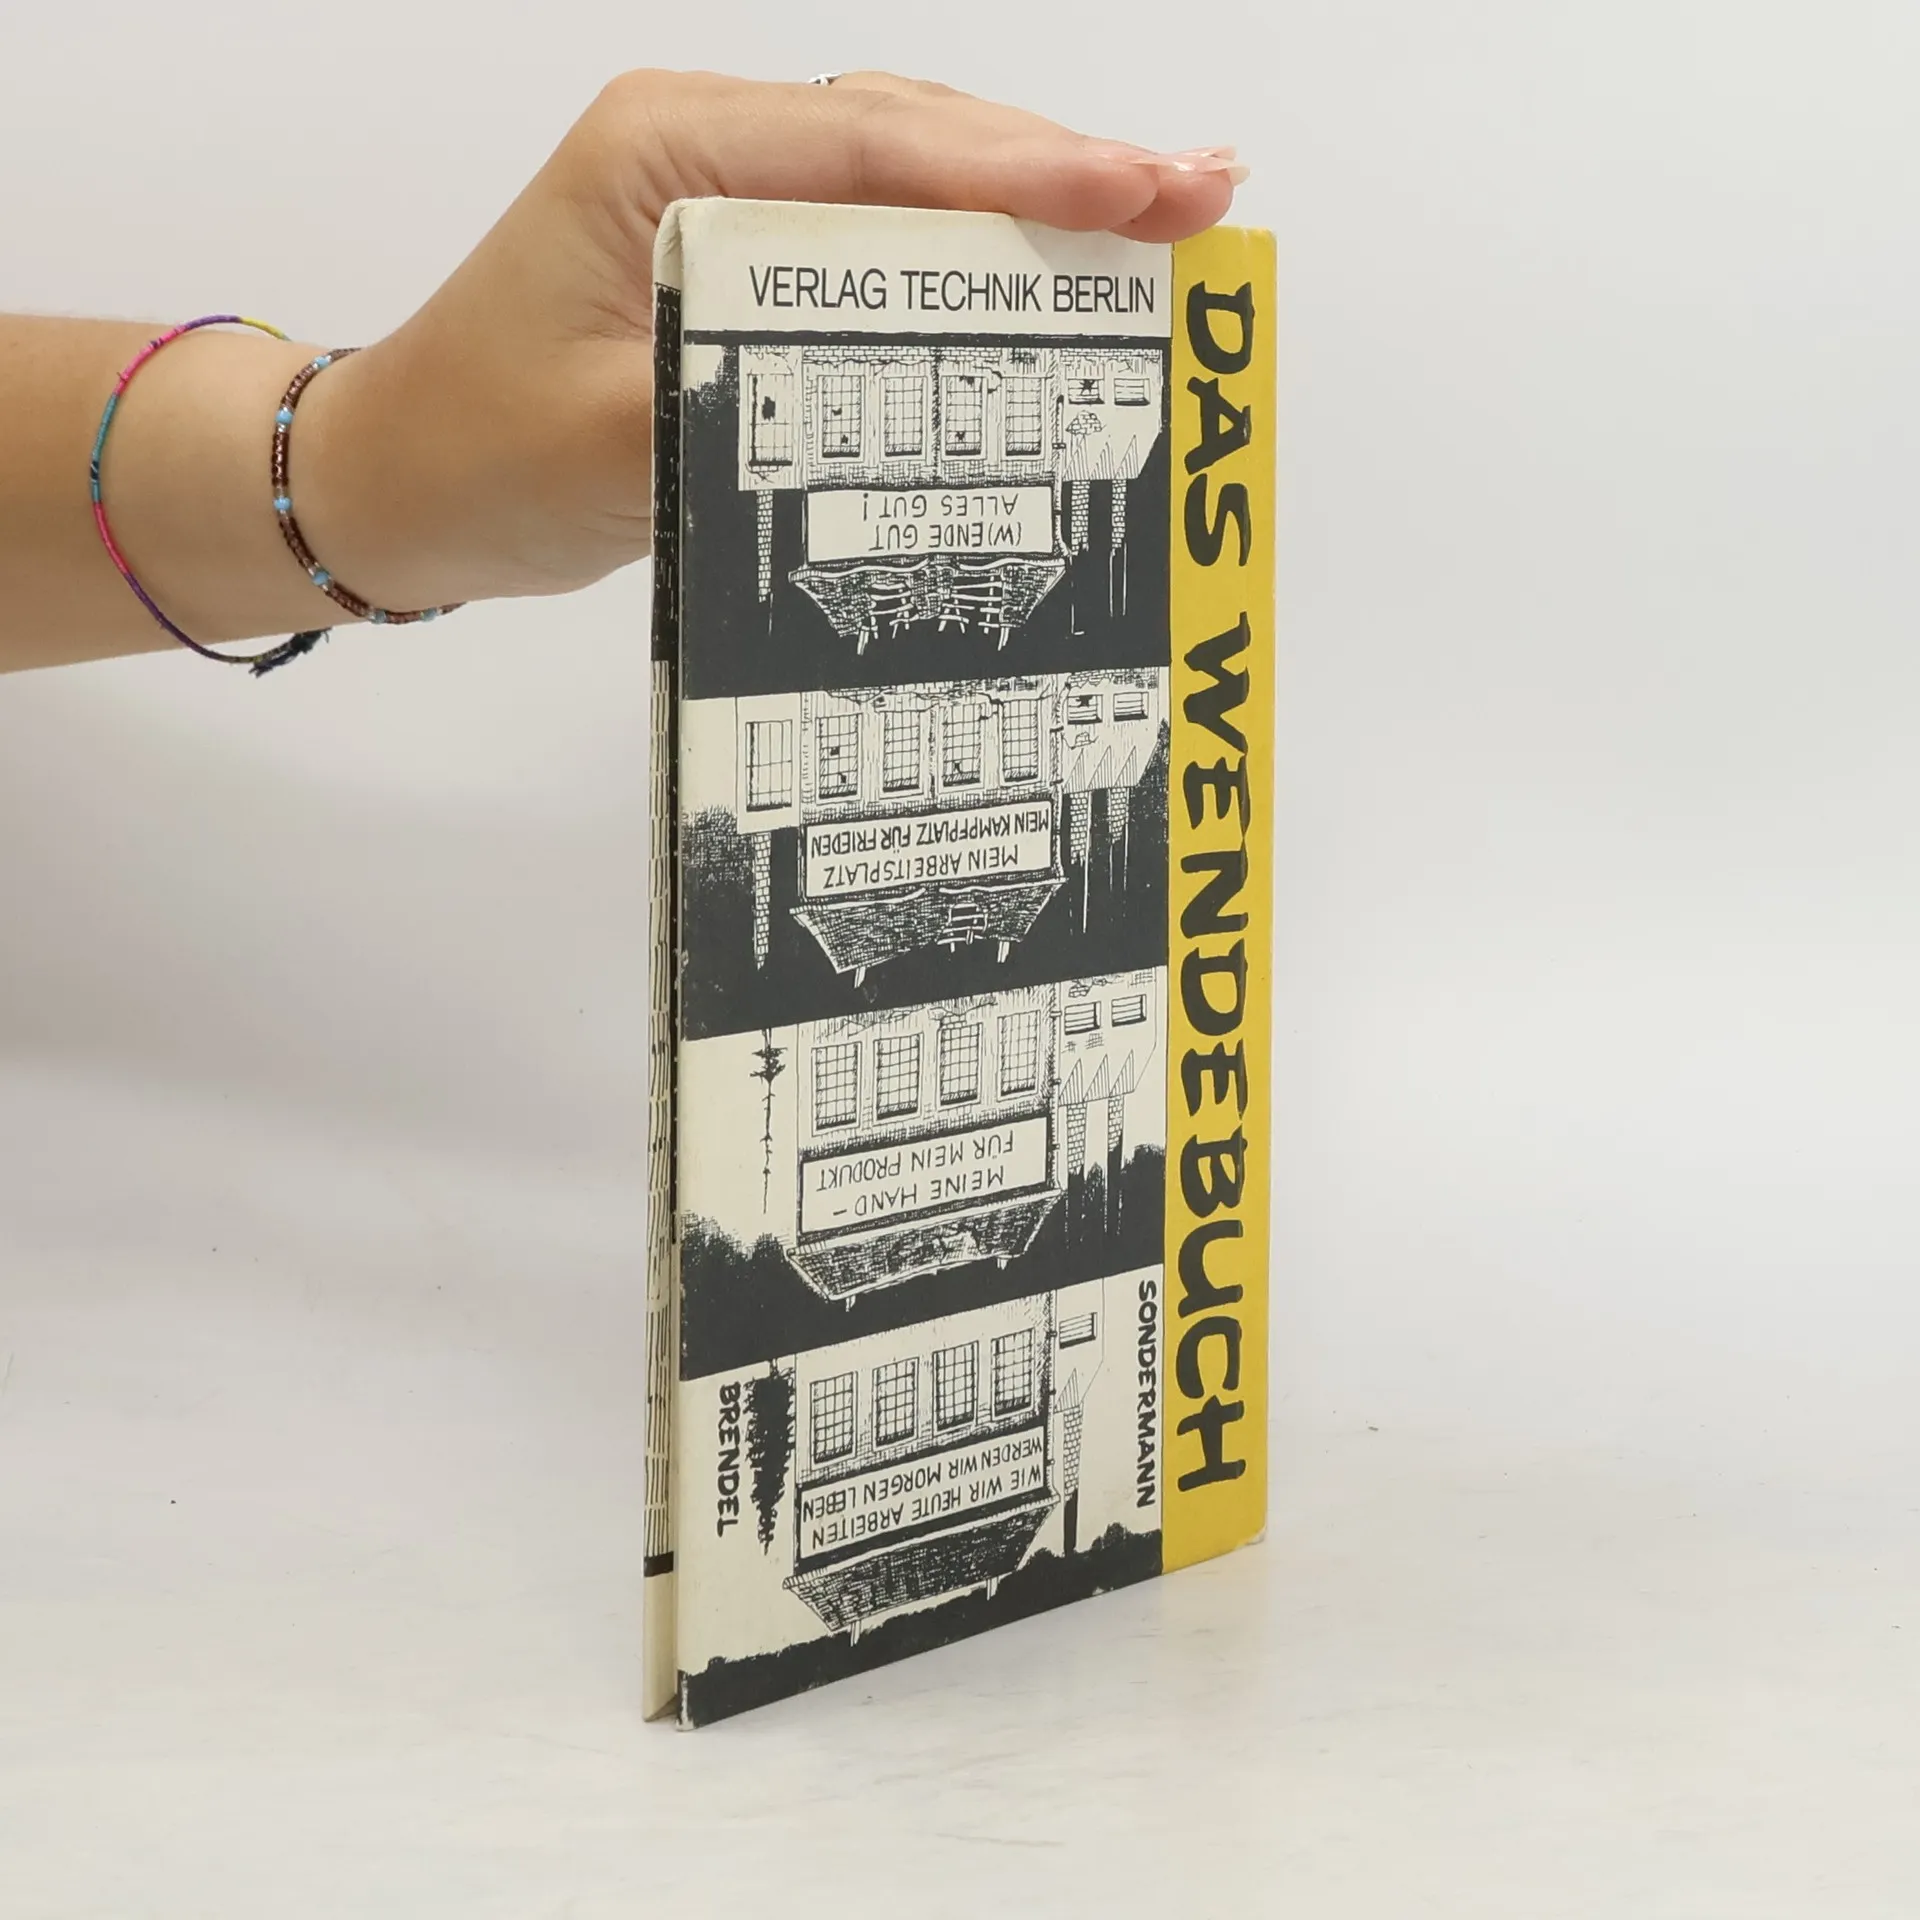 VERLAG TECHNIK BERLIN
DAS WENDEBUCH
(W)ENDE GUT
ALLES GUT!
MEIN ARBEITSPLATZ
MEIN KAMPFPLATZ FÜR FRIEDEN
MEINE HAND –
FÜR MEIN PRODUKT
WIE WIR HEUTE ARBEITEN
WERDEN WIR MORGEN LEBEN
BRENDEL
SONDERMANN